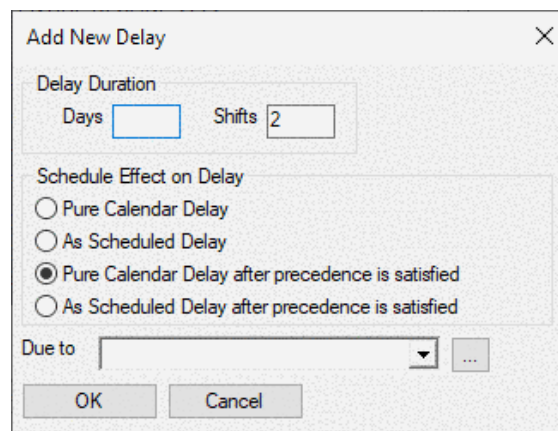 Add New Delay
Delay Duration
Days Shifts 2
Schedule Effect on Delay
Pure Calendar Delay
As Scheduled Delay
Pure Calendar Delay after precedence is satisfied
As Scheduled Delay after precedence is satisfied
Due to ...
OK Cancel